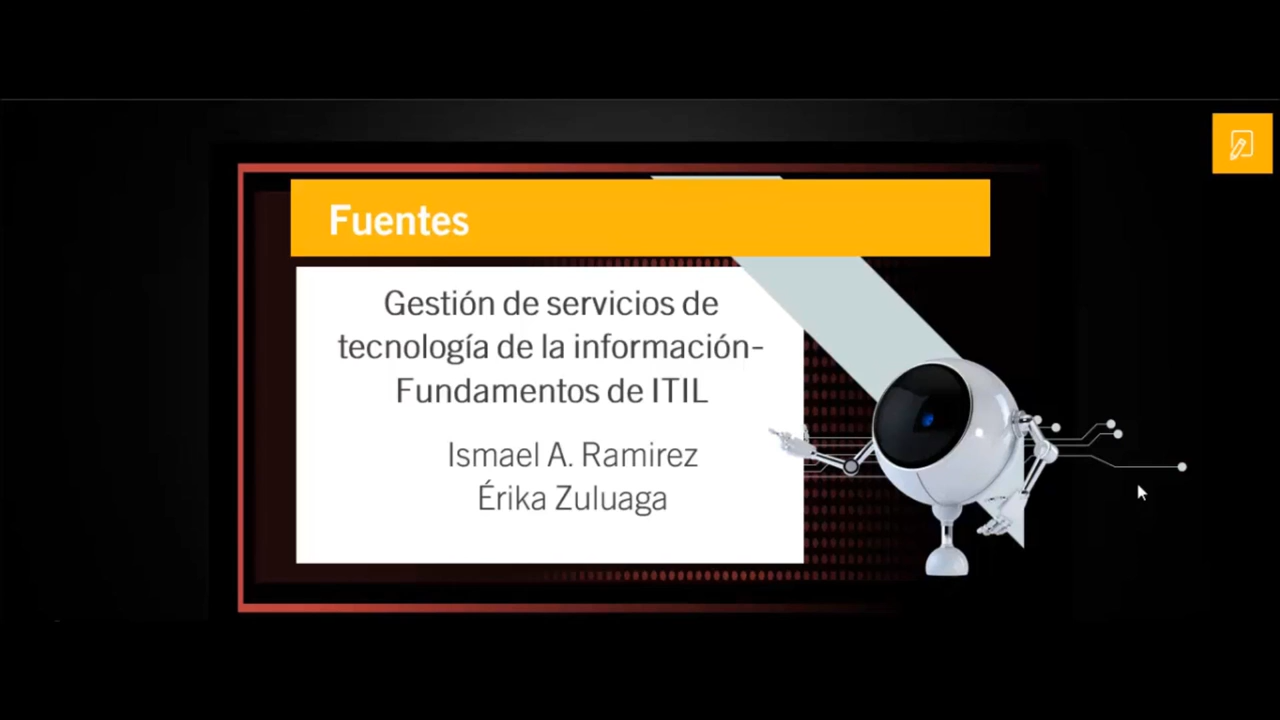 Fuentes
Gestión de servicios de
tecnología de la información-
Fundamentos de ITIL
Ismael A. Ramirez
Érika Zuluaga